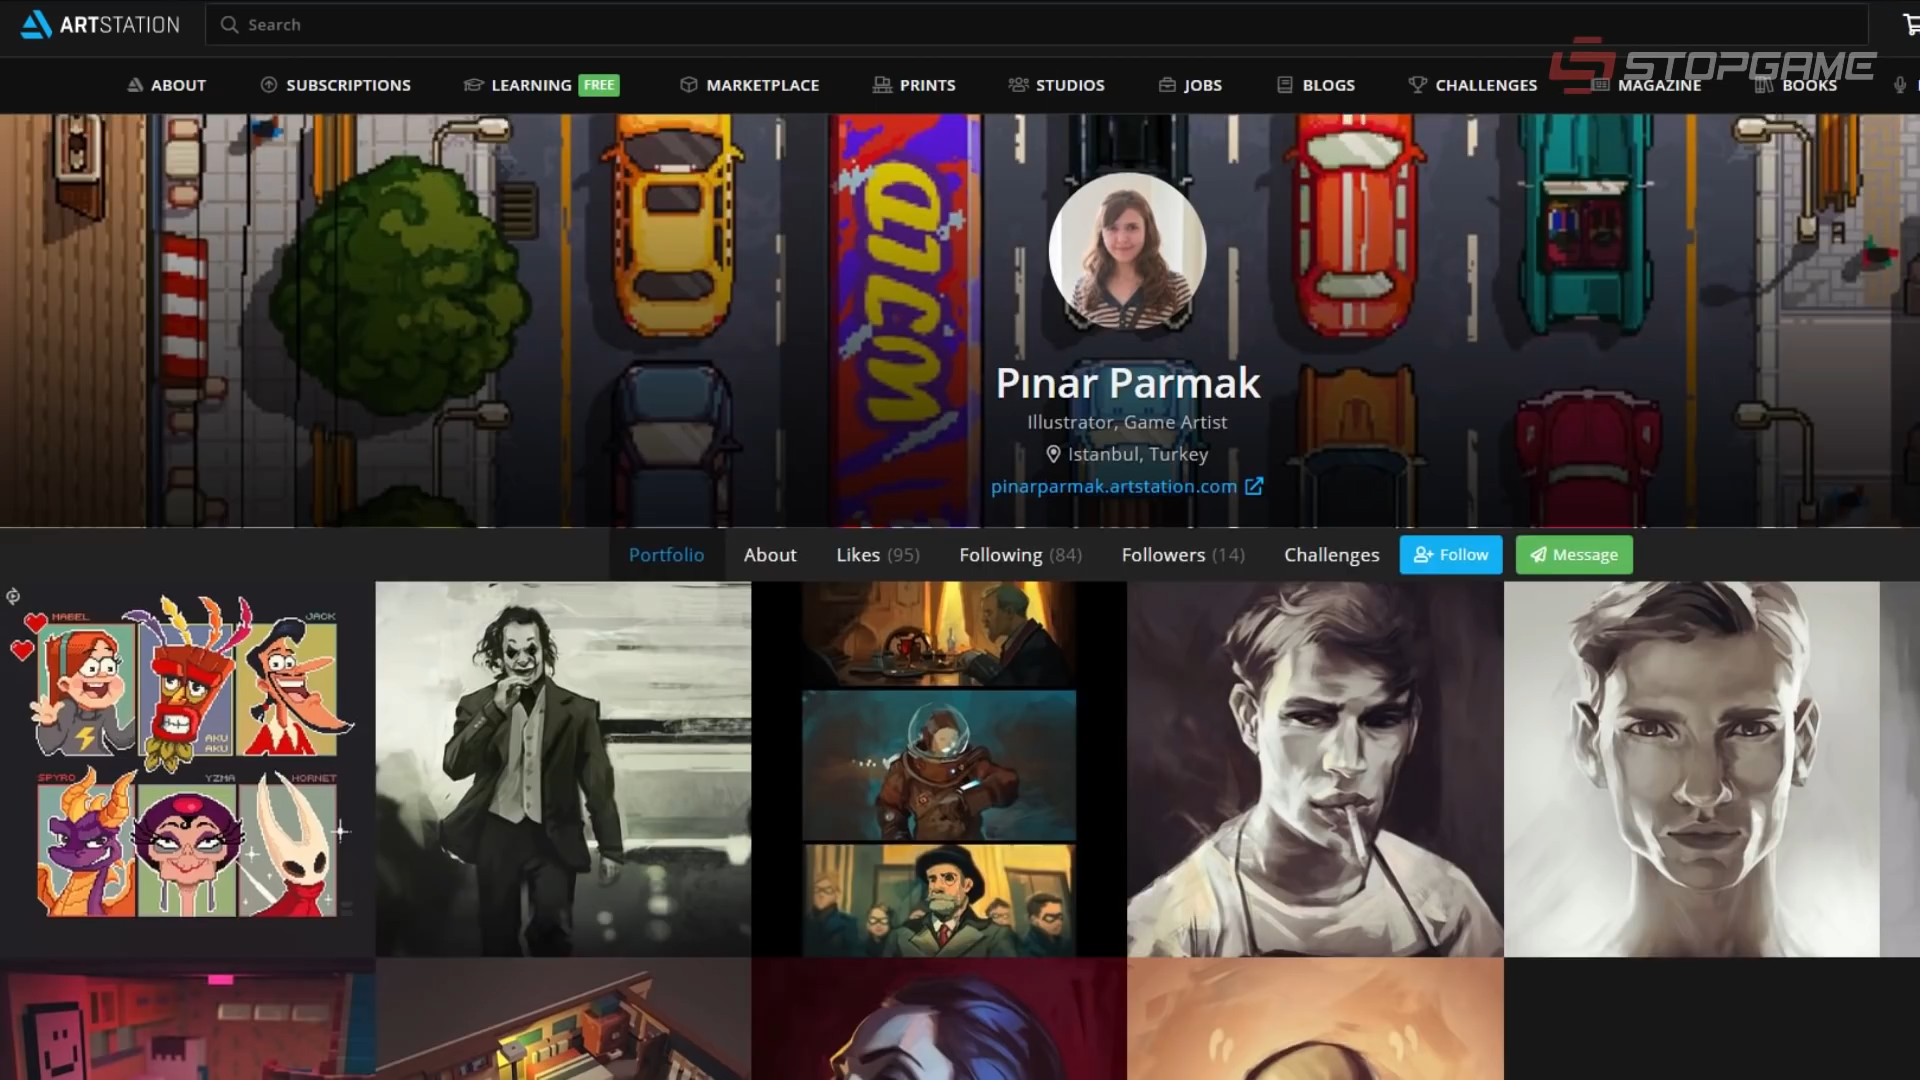 ARTSTATION
Search
STOPGAME
ABOUT
SUBSCRIPTIONS
LEARNING FREE
MARKETPLACE
PRINTS
STUDIOS
JOBS
BLOGS
CHALLENGES
MAGAZINE
BOOKS
Pınar Parmak
Illustrator, Game Artist
Istanbul, Turkey
pinarparmak.artstation.com
Portfolio
About
Likes (95)
Following (84)
Followers (14)
Challenges
Follow
Message
MABEL
JACK
AKU
AKU
SPYRO
YZMA
HORNET